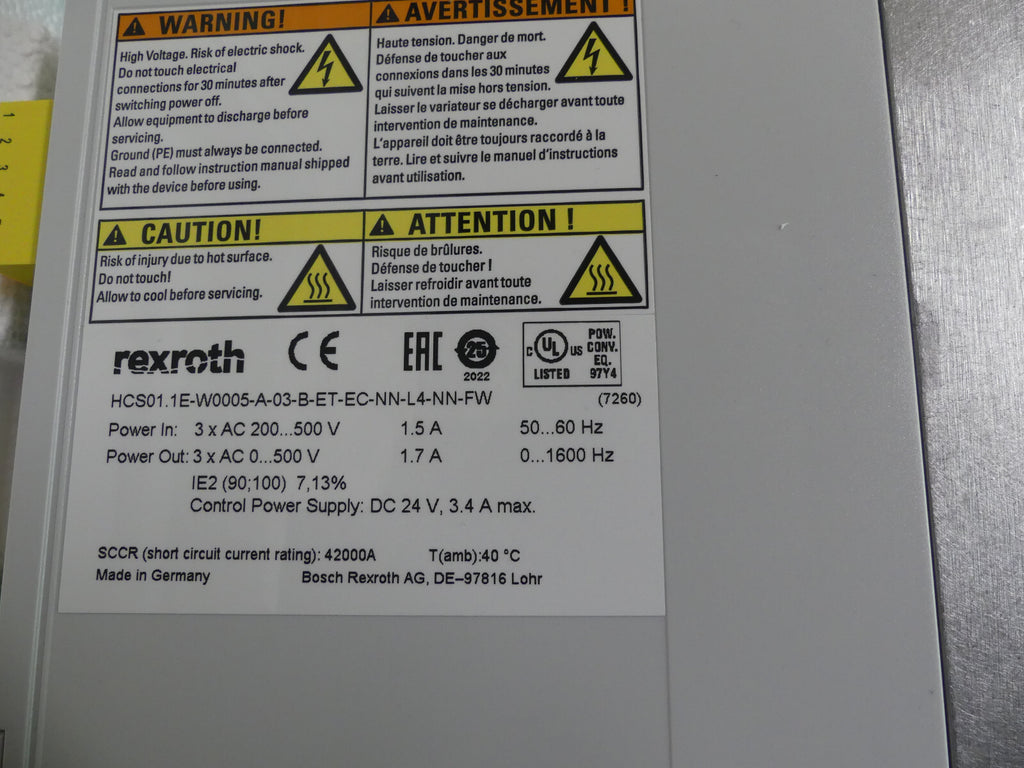 WARNING!
High Voltage. Risk of electric shock.
Do not touch electrical
connections for 30 minutes after
switching power off.
Allow equipment to discharge before
servicing.
Ground (PE) must always be connected.
Read and follow instruction manual shipped
with the device before using.
AVERTISSEMENT !
Haute tension. Danger de mort.
Défense de toucher aux
connexions dans les 30 minutes
qui suivent la mise hors tension.
Laisser le variateur se décharger avant toute
intervention de maintenance.
L'appareil doit être toujours raccordé à la
terre. Lire et suivre le manuel d'instructions
avant utilisation.
CAUTION!
Risk of injury due to hot surface.
Do not touch!
Allow to cool before servicing.
ATTENTION !
Risque de brûlures.
Défense de toucher !
Laisser refroidir avant toute
intervention de maintenance.
rexroth CE EAC 25
2022
C UL US
LISTED
POW.
CONV.
EQ.
97Y4
HCS01.1E-W0005-A-03-B-ET-EC-NN-L4-NN-FW (7260)
Power In: 3 x AC 200...500 V 1.5 A 50...60 Hz
Power Out: 3 x AC 0...500 V 1.7 A 0...1600 Hz
IE2 (90;100) 7,13%
Control Power Supply: DC 24 V, 3.4 A max.
SCCR (short circuit current rating): 42000A T(amb):40 °C
Made in Germany Bosch Rexroth AG, DE–97816 Lohr
1
2
3
4